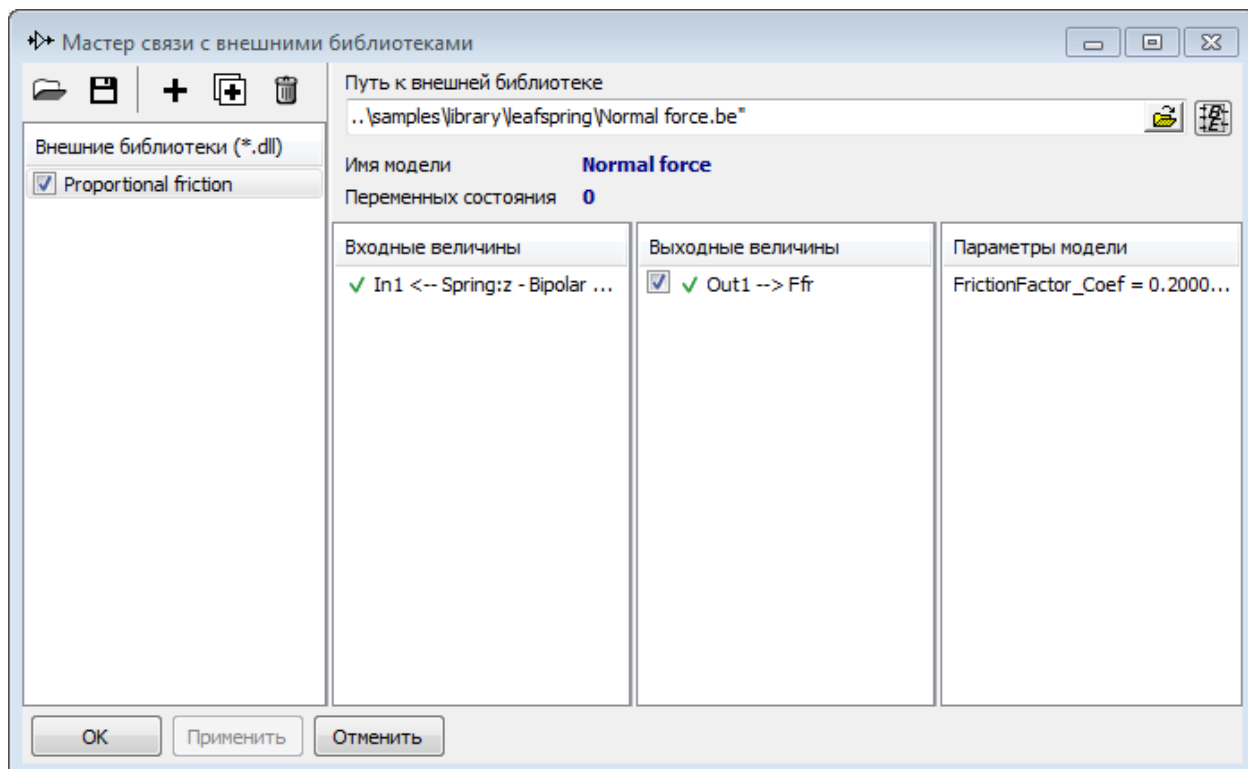 Мастер связи с внешними библиотеками
Путь к внешней библиотеке
..\samples\library\leafspring\Normal force.be"
Внешние библиотеки (*.dll)
Proportional friction
Имя модели Normal force
Переменных состояния 0
Входные величины
In1 <-- Spring:z - Bipolar ...
Выходные величины
Out1 --> Ffr
Параметры модели
FrictionFactor_Coef = 0.2000...
OK Применить Отменить